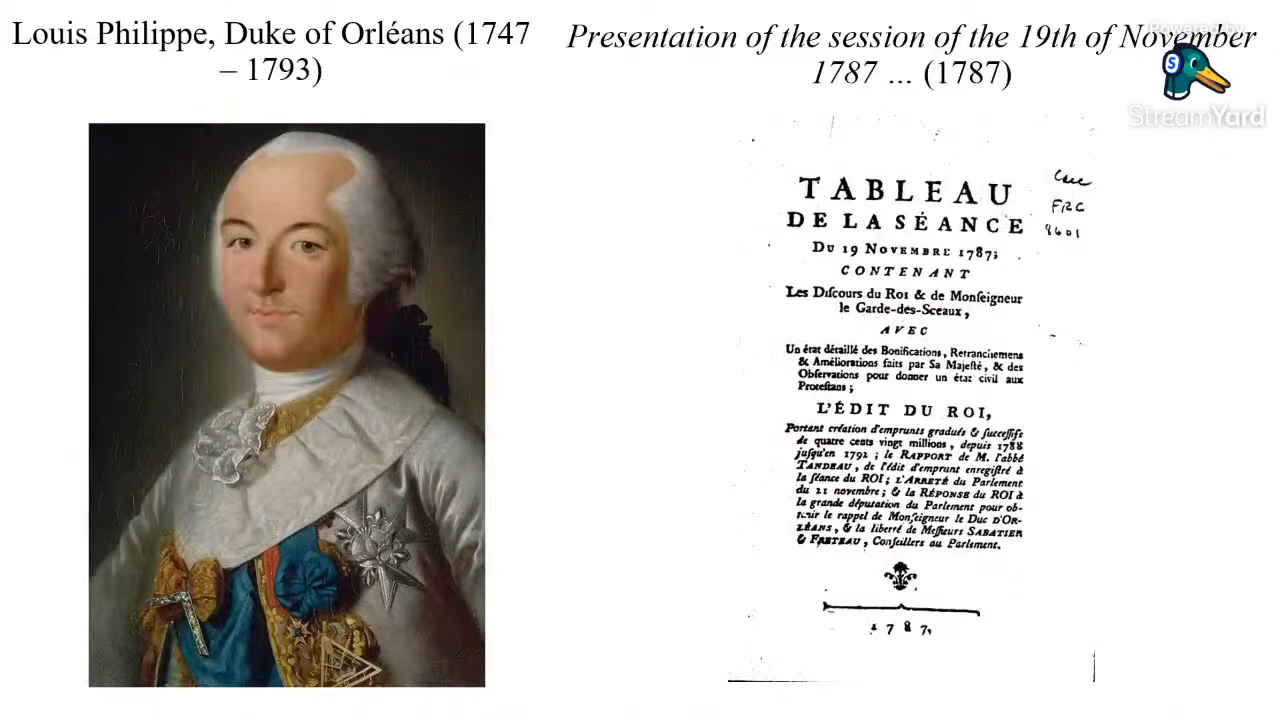 Louis Philippe, Duke of Orléans (1747
– 1793)
Presentation of the session of the 19th of November
1787 ... (1787)
Powered by
StreamYard
TABLEAU
DE LA SÉANCE
DU 19 NOVEMBRE 1787;
CONTENANT
Les Diſcours du Roi & de Monſeigneur
le Garde-des-Sceaux,
AVEC
Un état détaillé des Bonifications, Retranchemens
& Améliorations faits par Sa Majeſté, & des
Obſervations pour donner un état civil aux
Proteſtans;
L'ÉDIT DU ROI,
Portant création d'emprunts gradués & ſucceſſifs
de quatre cents vingt millions, depuis 1788
juſqu'en 1792; le RAPPORT de M. l'abbé
TANDEAU, de l'édit d'emprunt enregiſtré à
la ſéance du ROI; L'ARRETÉ du Parlement
du 21 novembre; & la RÉPONSE du ROI à
la grande députation du Parlement pour ob-
tenir le rappel de Monſeigneur le Duc D'OR-
LÉANS, & la liberté de Meſſieurs SABATIER
& FRETEAU, Conſeillers au Parlement.
1787.
Case
FRC
8601